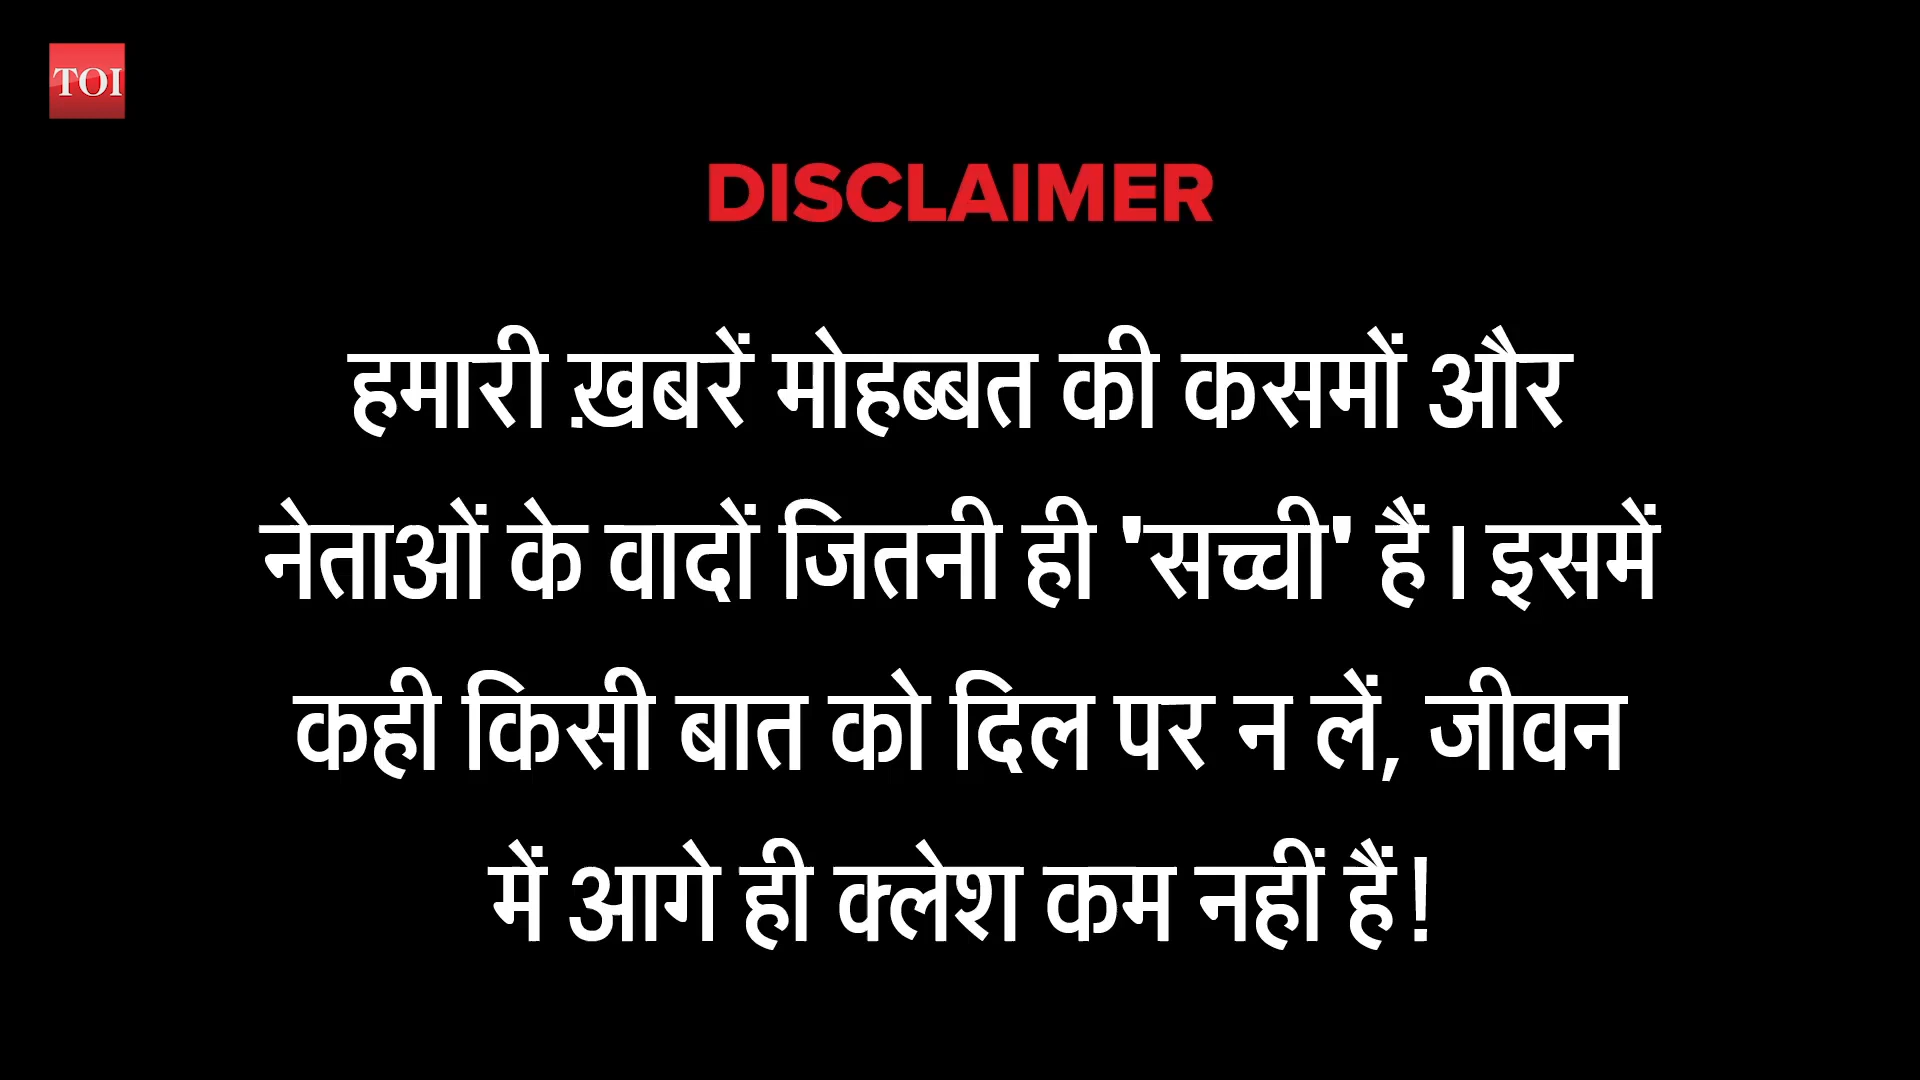 TOI
DISCLAIMER
हमारी ख़बरें मोहब्बत की कसमों और
नेताओं के वादों जितनी ही 'सच्ची' हैं। इसमें
कही किसी बात को दिल पर न लें, जीवन
में आगे ही क्लेश कम नहीं हैं!